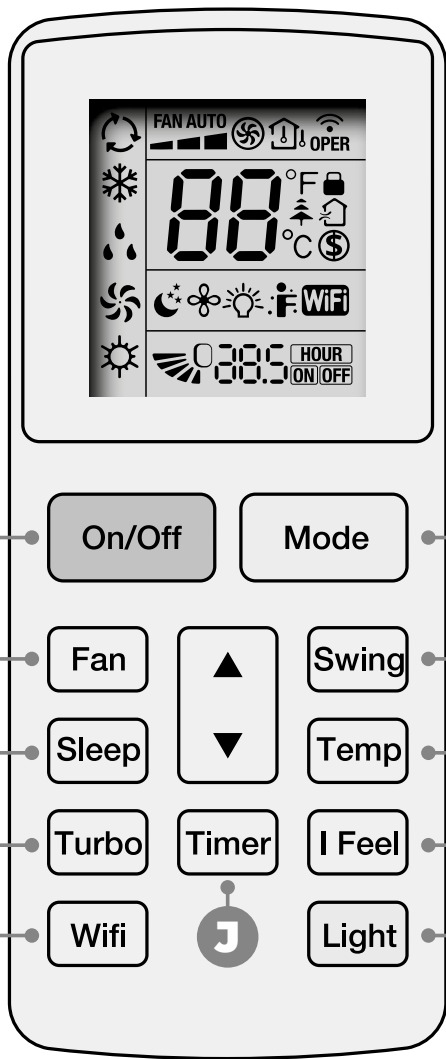 FAN AUTO
OPER
88 °F
°C $
WiFi
88.5 HOUR
ON OFF
On/Off Mode
Fan Swing
Sleep Temp
Turbo Timer I Feel
Wifi J Light